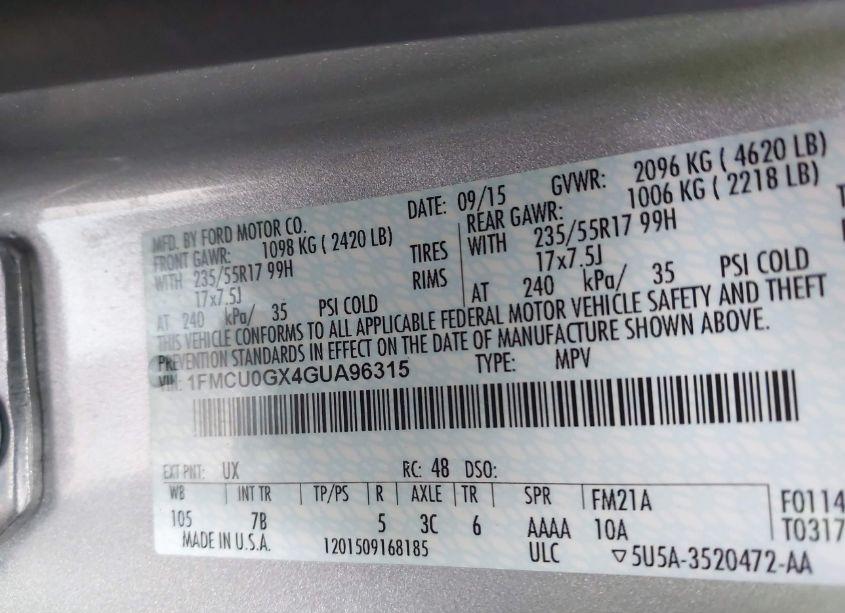 MFD. BY FORD MOTOR CO. DATE: 09/15 GVWR: 2096 KG ( 4620 LB)
FRONT GAWR: 1098 KG ( 2420 LB) REAR GAWR: 1006 KG ( 2218 LB)
WITH 235/55R17 99H TIRES WITH 235/55R17 99H
17x7.5J RIMS 17x7.5J
AT 240 kPa/ 35 PSI COLD AT 240 kPa/ 35 PSI COLD
THIS VEHICLE CONFORMS TO ALL APPLICABLE FEDERAL MOTOR VEHICLE SAFETY AND THEFT
PREVENTION STANDARDS IN EFFECT ON THE DATE OF MANUFACTURE SHOWN ABOVE.
VIN: 1FMCU0GX4GUA96315 TYPE: MPV
EXT PNT: UX RC: 48 DSO:
WB INT TR TP/PS R AXLE TR SPR FM21A F0114
105 7B 5 3C 6 AAAA 10A T0317
MADE IN U.S.A. 1201509168185 ULC ▽5U5A-3520472-AA